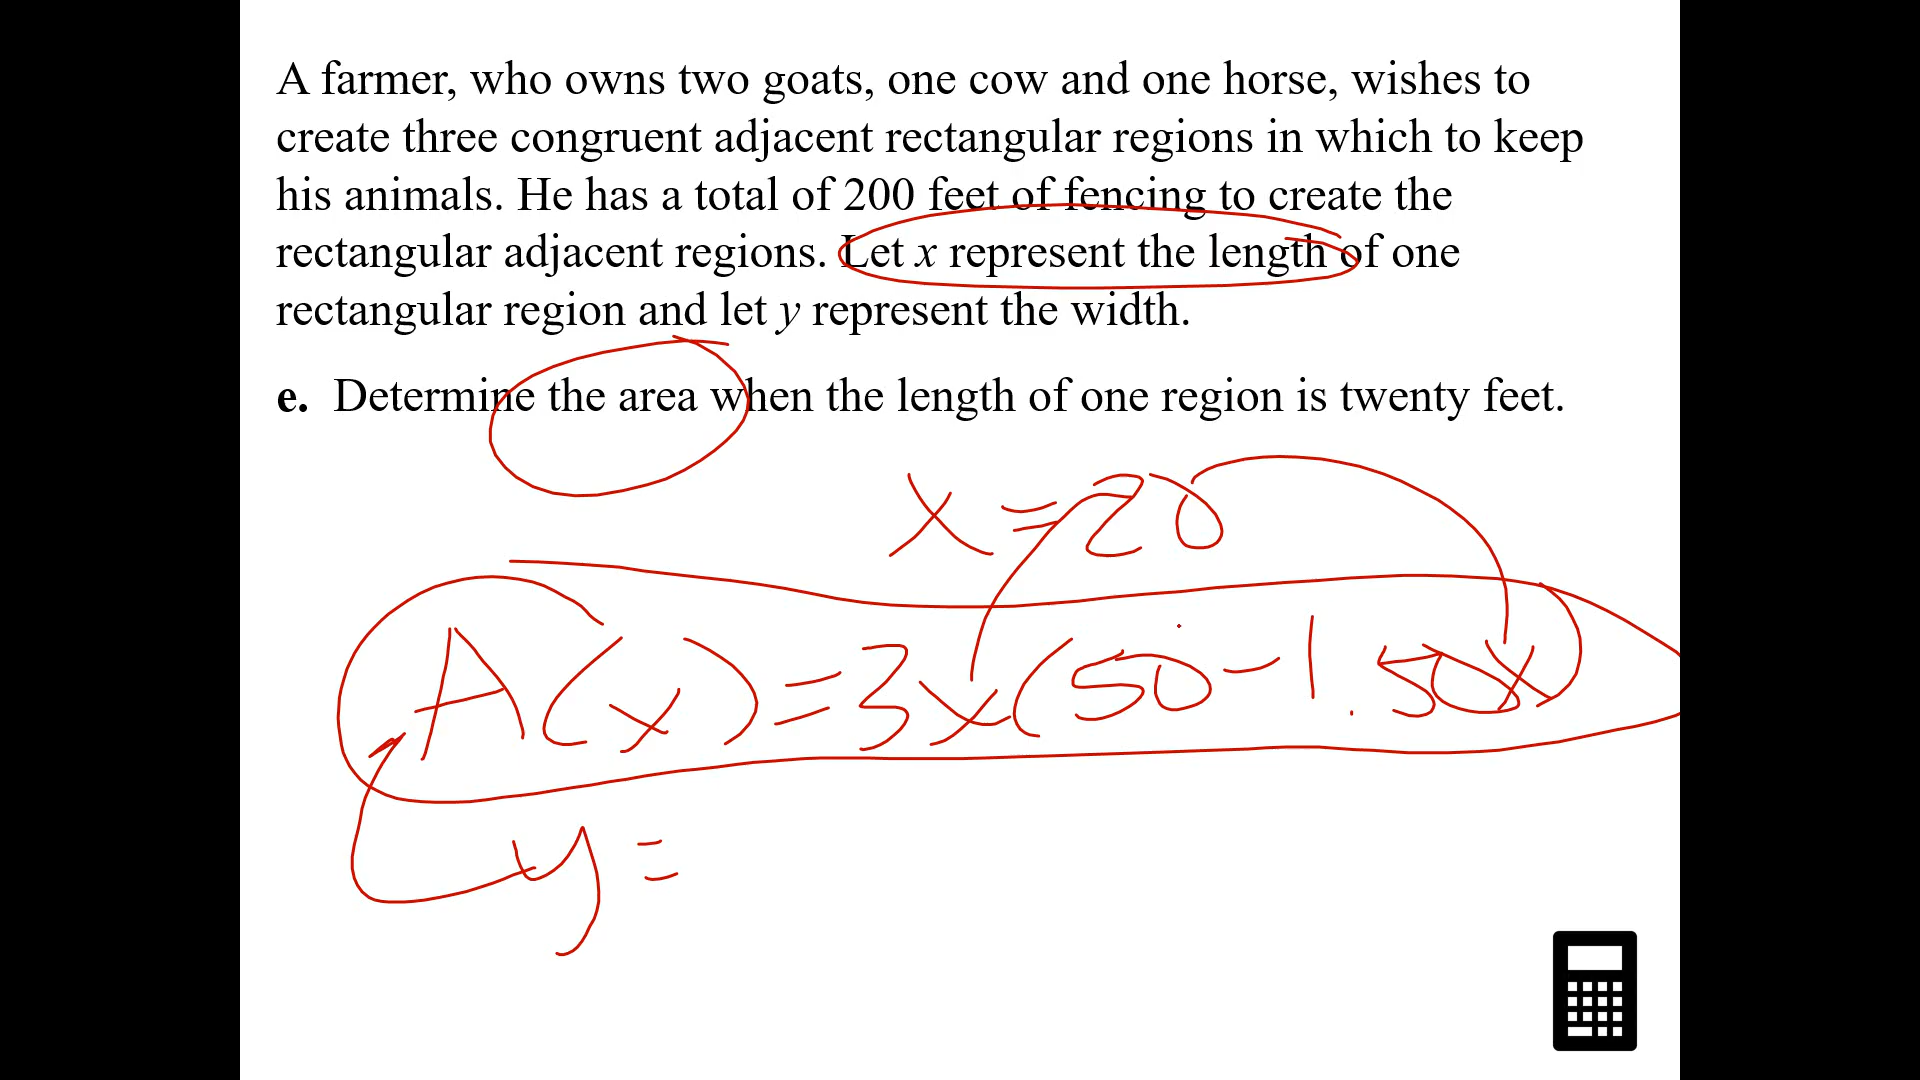 A farmer, who owns two goats, one cow and one horse, wishes to
create three congruent adjacent rectangular regions in which to keep
his animals. He has a total of 200 feet of fencing to create the
rectangular adjacent regions. Let x represent the length of one
rectangular region and let y represent the width.
e. Determine the area when the length of one region is twenty feet.
x=20
A(x)=3x(50-1.50x)
y=